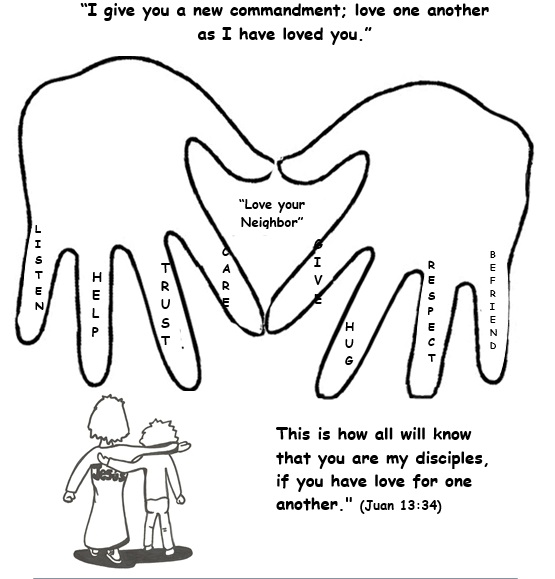 “I give you a new commandment; love one another
as I have loved you.”
“Love your
Neighbor”
LISTEN
HELP
TRUST
CARE
GIVE
HUG
RESPECT
BEFRIEND
Jesus
This is how all will know
that you are my disciples,
if you have love for one
another." (Juan 13:34)